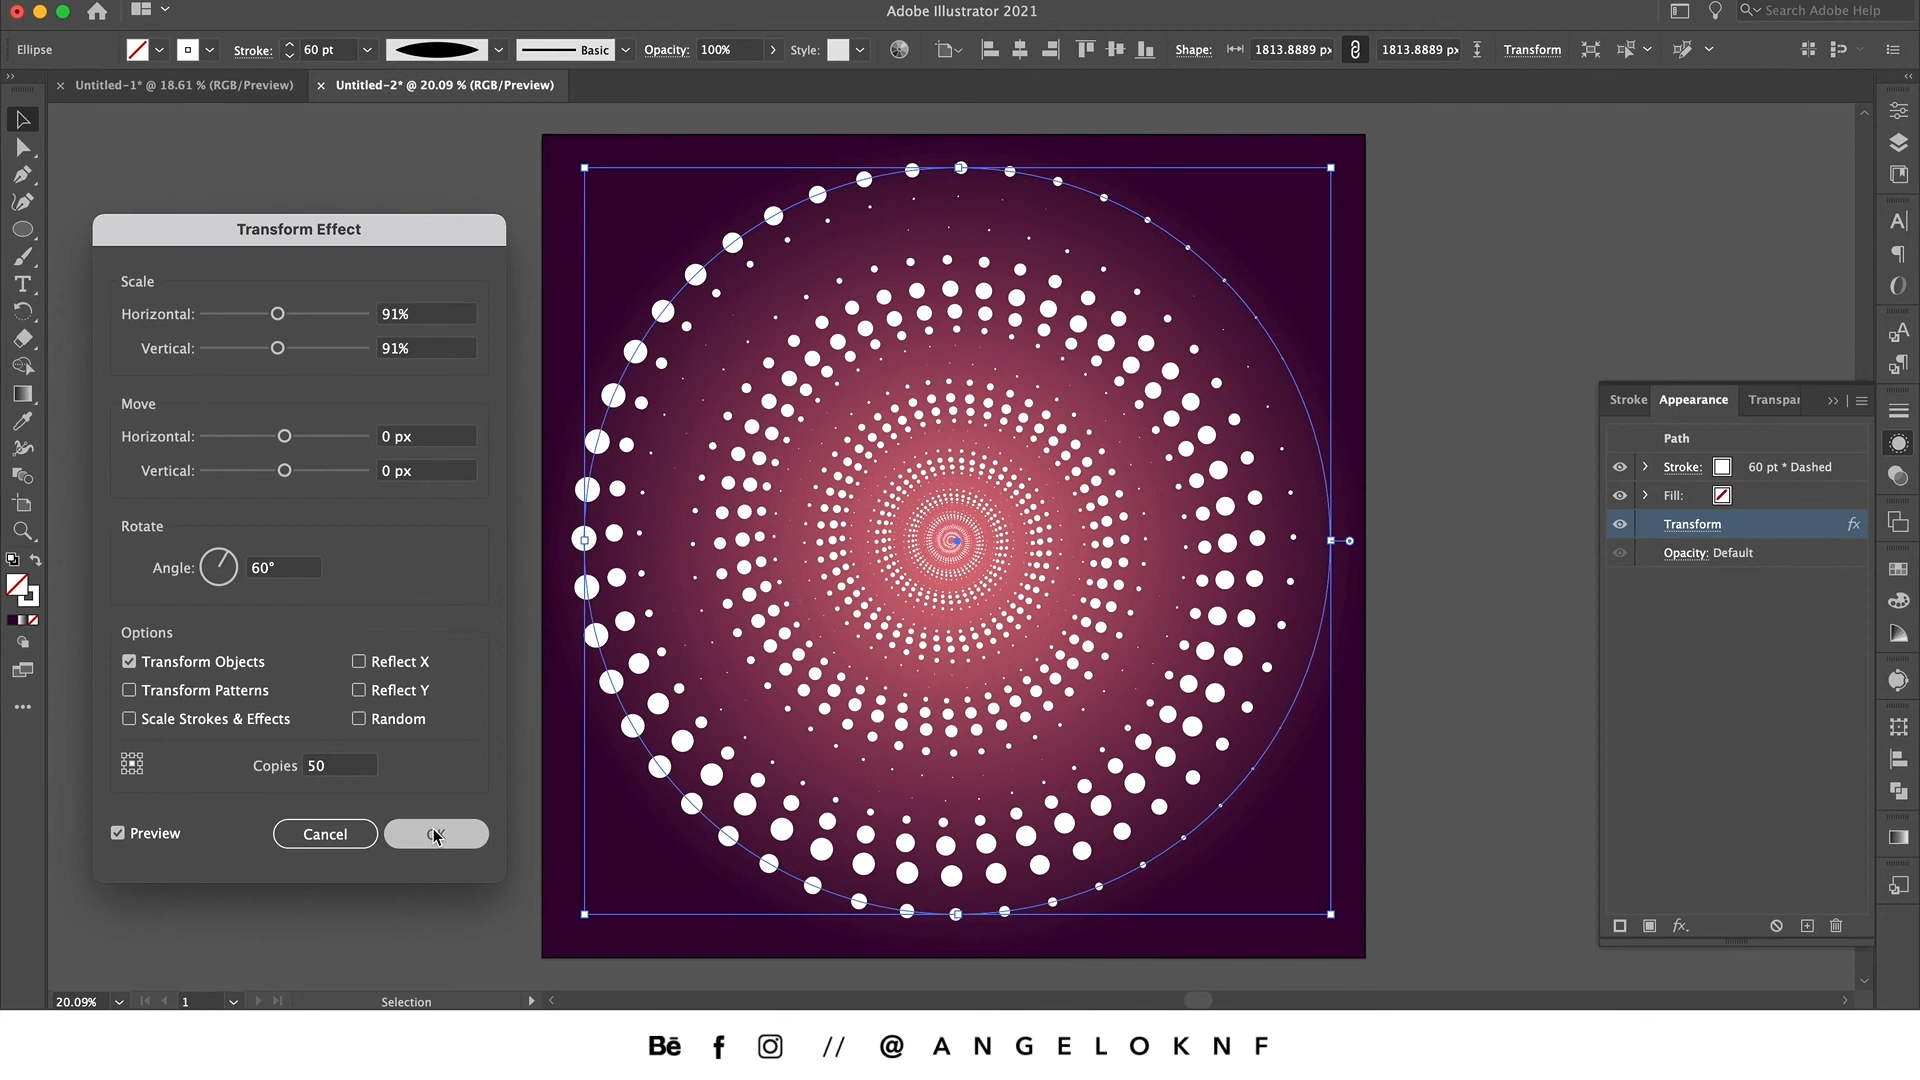 Adobe Illustrator 2021
Search Adobe Help
Ellipse
Stroke: 60 pt
Basic
Opacity: 100%
Style:
Shape: 1813.8889 px 1813.8889 px
Transform
Untitled-1* @ 18.61 % (RGB/Preview)
Untitled-2* @ 20.09 % (RGB/Preview)
Transform Effect
Scale
Horizontal: 91%
Vertical: 91%
Move
Horizontal: 0 px
Vertical: 0 px
Rotate
Angle: 60°
Options
Transform Objects
Reflect X
Transform Patterns
Reflect Y
Scale Strokes & Effects
Random
Copies 50
Preview
Cancel
OK
Stroke
Appearance
Transpar
Path
Stroke: 60 pt * Dashed
Fill:
Transform fx
Opacity: Default
fx.
20.09%
1
Selection
Bē f // @ANGELOKNF